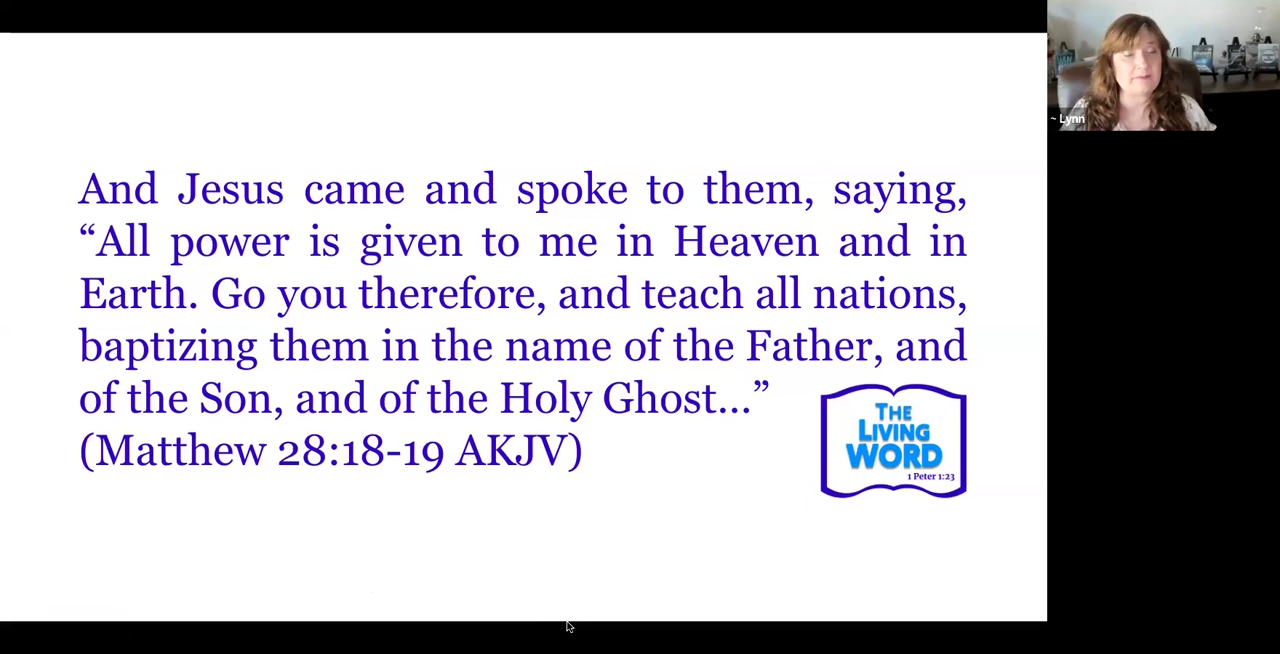 And Jesus came and spoke to them, saying,
“All power is given to me in Heaven and in
Earth. Go you therefore, and teach all nations,
baptizing them in the name of the Father, and
of the Son, and of the Holy Ghost...”
(Matthew 28:18-19 AKJV)
THE
LIVING
WORD
1 Peter 1:23
~ Lynn